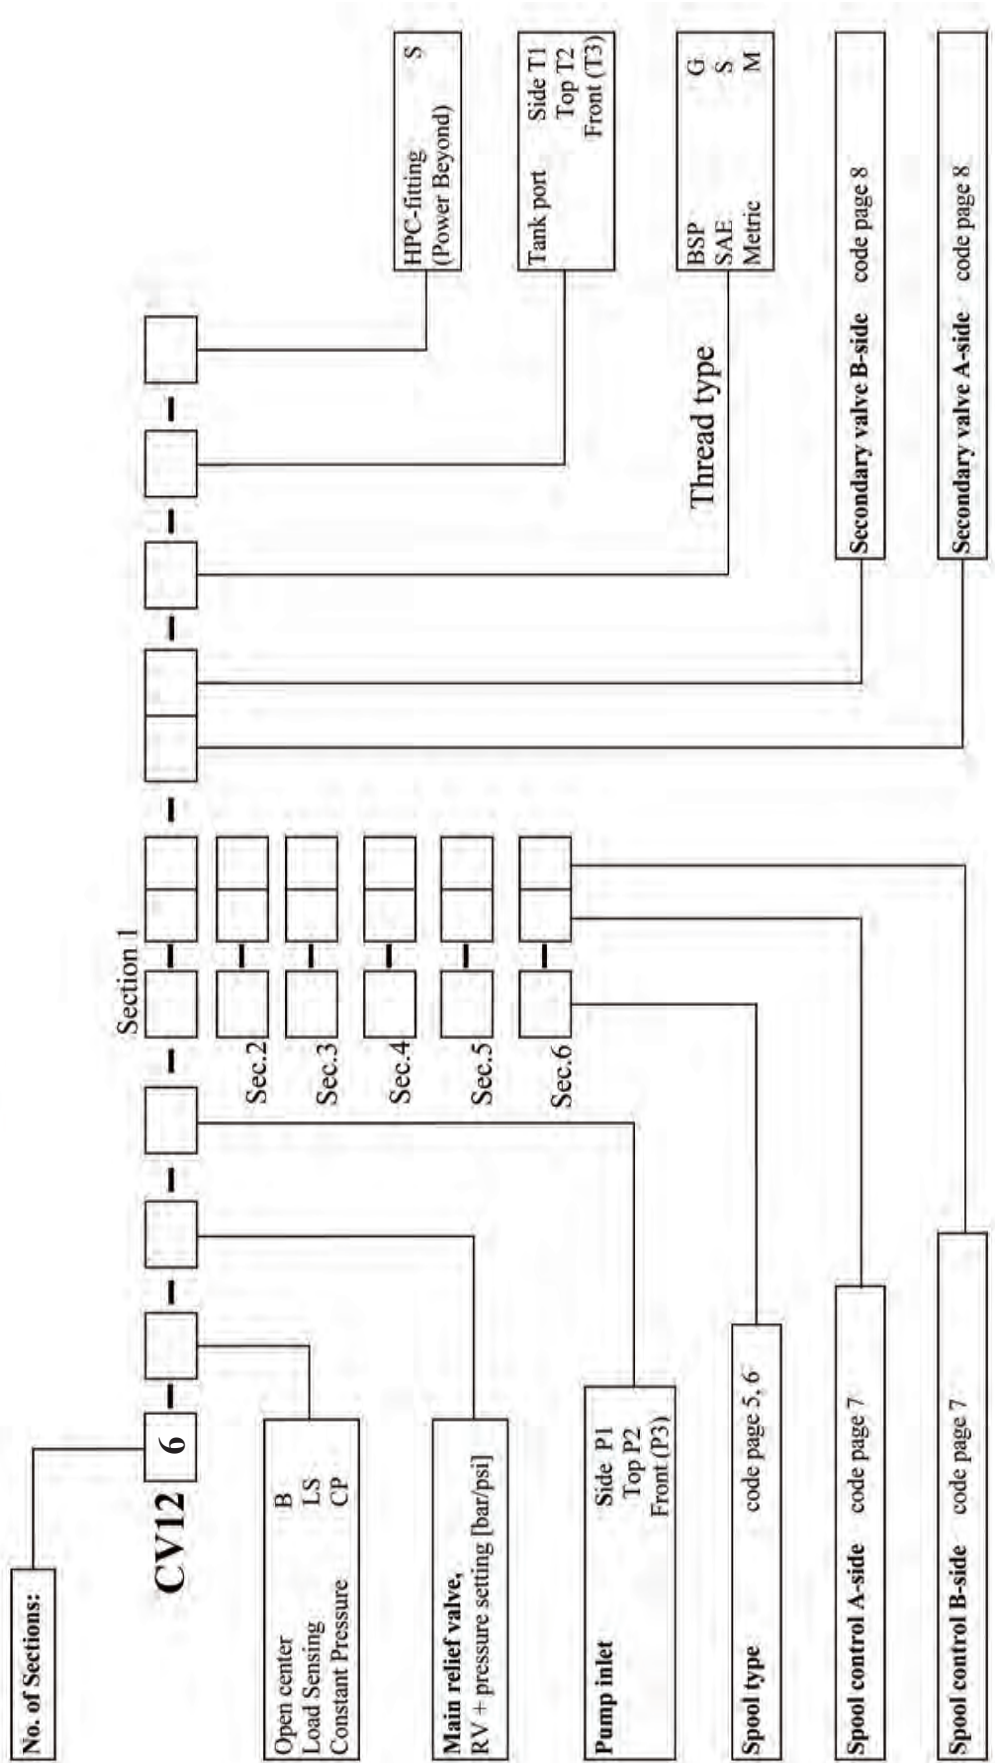 No. of Sections:
CV12 6
Open center B
Load Sensing LS
Constant Pressure CP
Main relief valve,
RV + pressure setting [bar/psi]
Pump inlet Side P1
Top P2
Front (P3)
Spool type code page 5, 6
Spool control A-side code page 7
Spool control B-side code page 7
Section 1
Sec.2
Sec.3
Sec.4
Sec.5
Sec.6
HPC-fitting S
(Power Beyond)
Tank port Side T1
Top T2
Front (T3)
Thread type
BSP G
SAE S
Metric M
Secondary valve B-side code page 8
Secondary valve A-side code page 8